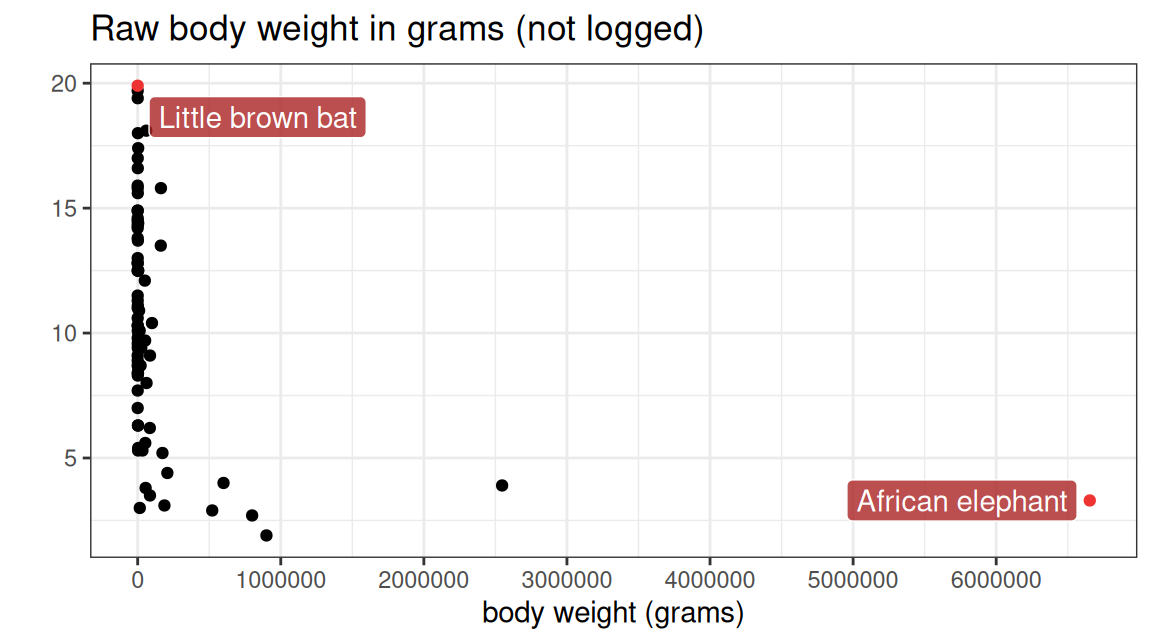 Raw body weight in grams (not logged)
20
Little brown bat
15
10
5
African elephant
0 1000000 2000000 3000000 4000000 5000000 6000000
body weight (grams)